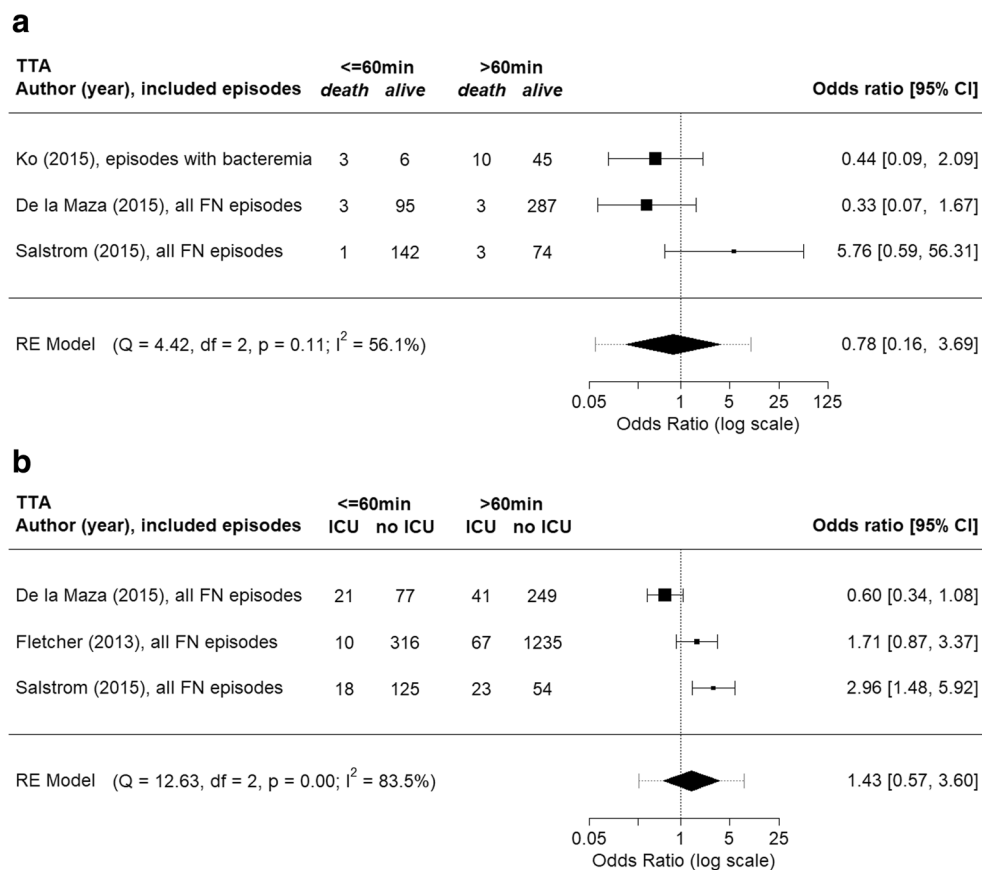 a
TTA <=60min >60min
Author (year), included episodes death alive death alive Odds ratio [95% CI]
Ko (2015), episodes with bacteremia 3 6 10 45 0.44 [0.09, 2.09]
De la Maza (2015), all FN episodes 3 95 3 287 0.33 [0.07, 1.67]
Salstrom (2015), all FN episodes 1 142 3 74 5.76 [0.59, 56.31]
RE Model (Q = 4.42, df = 2, p = 0.11; I² = 56.1%) 0.78 [0.16, 3.69]
0.05 1 5 25 125
Odds Ratio (log scale)
b
TTA <=60min >60min
Author (year), included episodes ICU no ICU ICU no ICU Odds ratio [95% CI]
De la Maza (2015), all FN episodes 21 77 41 249 0.60 [0.34, 1.08]
Fletcher (2013), all FN episodes 10 316 67 1235 1.71 [0.87, 3.37]
Salstrom (2015), all FN episodes 18 125 23 54 2.96 [1.48, 5.92]
RE Model (Q = 12.63, df = 2, p = 0.00; I² = 83.5%) 1.43 [0.57, 3.60]
0.05 1 5 25
Odds Ratio (log scale)